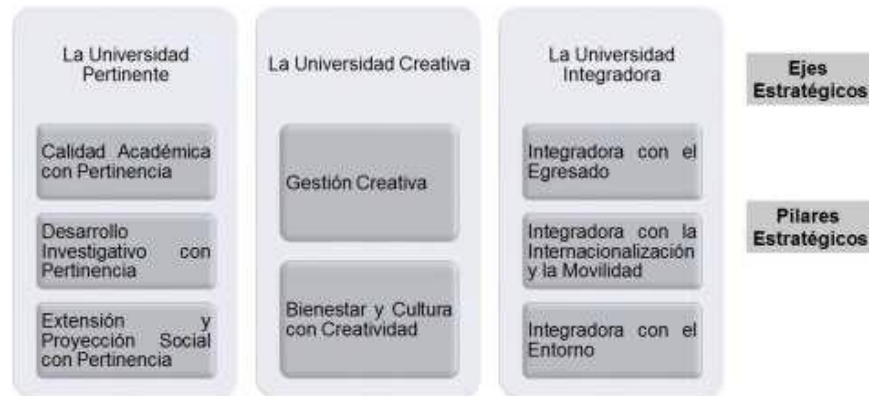 La Universidad
Pertinente
Calidad Académica
con Pertinencia
Desarrollo
Investigativo con
Pertinencia
Extensión y
Proyección Social
con Pertinencia
La Universidad Creativa
Gestión Creativa
Bienestar y Cultura
con Creatividad
La Universidad
Integradora
Integradora con el
Egresado
Integradora con la
Internacionalización
y la Movilidad
Integradora con el
Entorno
Ejes
Estratégicos
Pilares
Estratégicos